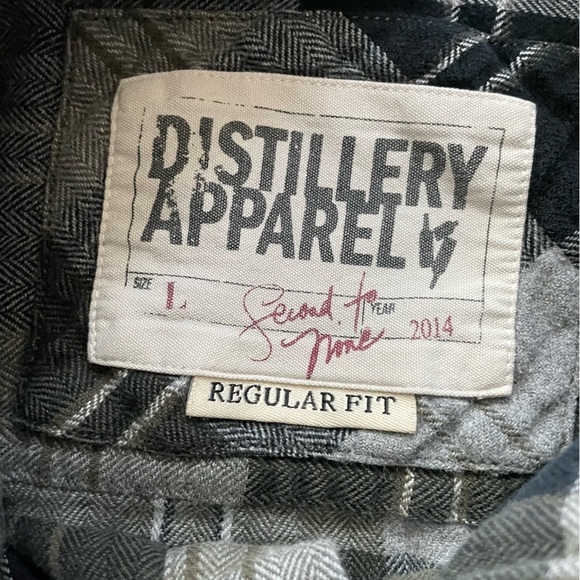 DISTILLERY
APPAREL
SIZE L Second to none YEAR 2014
REGULAR FIT